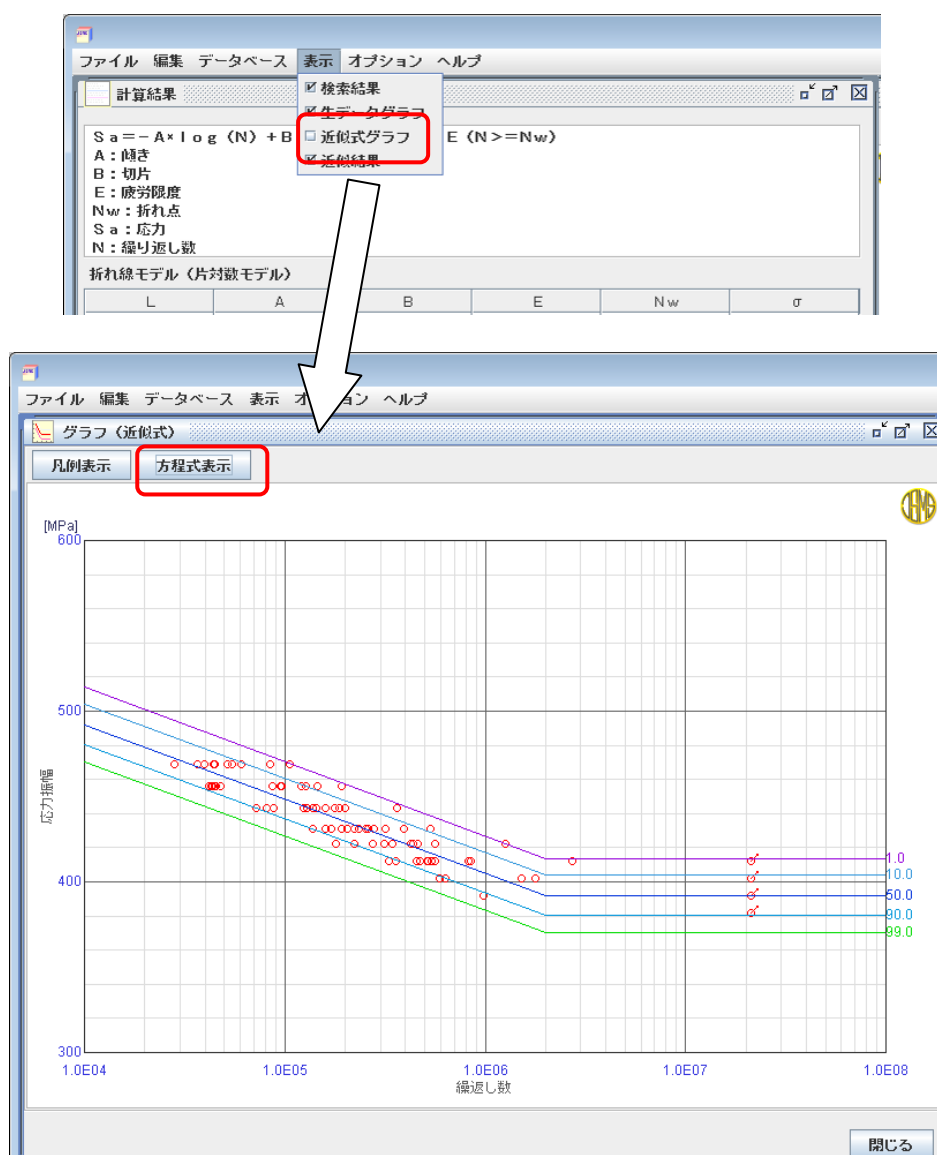 ファイル 編集 データベース 表示 オプション ヘルプ
計算結果
検索結果
生データグラフ
近似式グラフ
近似結果
Sa=-A×log(N)+B
E(N>=Nw)
A:傾き
B:切片
E:疲労限度
Nw:折れ点
Sa:応力
N:繰り返し数
折れ線モデル(片対数モデル)
L A B E Nw σ
ファイル 編集 データベース 表示 オプション ヘルプ
グラフ(近似式)
凡例表示 方程式表示
JSMS
[MPa]
600
500
400
300
応力振幅
1.0
10.0
50.0
90.0
99.0
1.0E04 1.0E05 1.0E06 1.0E07 1.0E08
繰返し数
閉じる